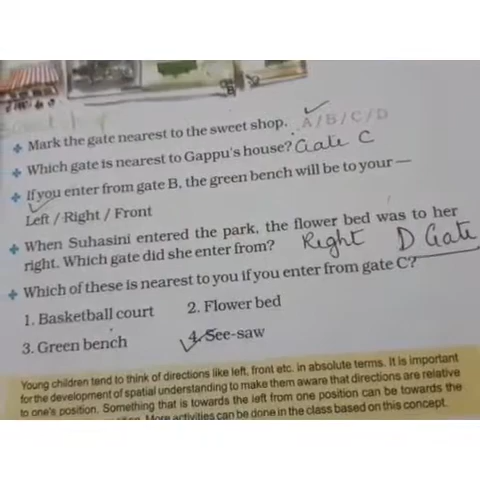 Mark the gate nearest to the sweet shop. A / B / C / D
Which gate is nearest to Gappu's house? Gate C
If you enter from gate B, the green bench will be to your —
Left / Right / Front
When Suhasini entered the park, the flower bed was to her
right. Which gate did she enter from? Right D Gate
Which of these is nearest to you if you enter from gate C?
1. Basketball court 2. Flower bed
3. Green bench 4. See-saw
Young children tend to think of directions like left, front etc. in absolute terms. It is important
for the development of spatial understanding to make them aware that directions are relative
to one's position. Something that is towards the left from one position can be towards the
More activities can be done in the class based on this concept.